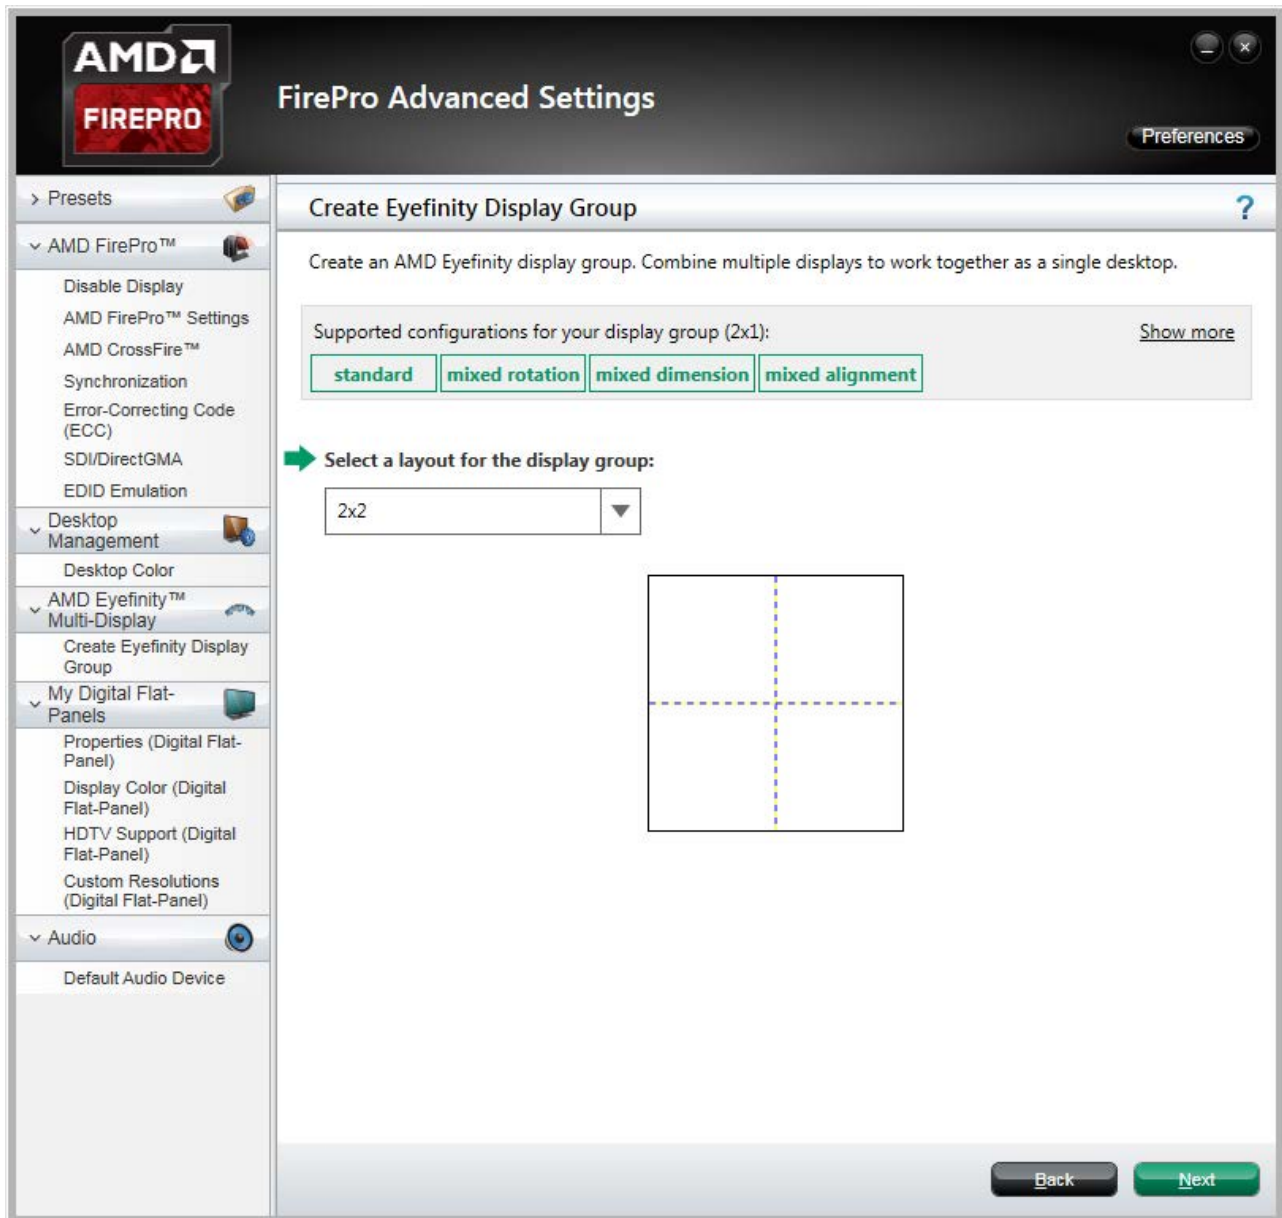 AMD
FIREPRO
FirePro Advanced Settings
Preferences
Presets
AMD FirePro™
Disable Display
AMD FirePro™ Settings
AMD CrossFire™
Synchronization
Error-Correcting Code
(ECC)
SDI/DirectGMA
EDID Emulation
Desktop
Management
Desktop Color
AMD Eyefinity™
Multi-Display
Create Eyefinity Display
Group
My Digital Flat-
Panels
Properties (Digital Flat-
Panel)
Display Color (Digital
Flat-Panel)
HDTV Support (Digital
Flat-Panel)
Custom Resolutions
(Digital Flat-Panel)
Audio
Default Audio Device
Create Eyefinity Display Group
?
Create an AMD Eyefinity display group. Combine multiple displays to work together as a single desktop.
Supported configurations for your display group (2x1):
Show more
standard mixed rotation mixed dimension mixed alignment
Select a layout for the display group:
2x2
Back
Next